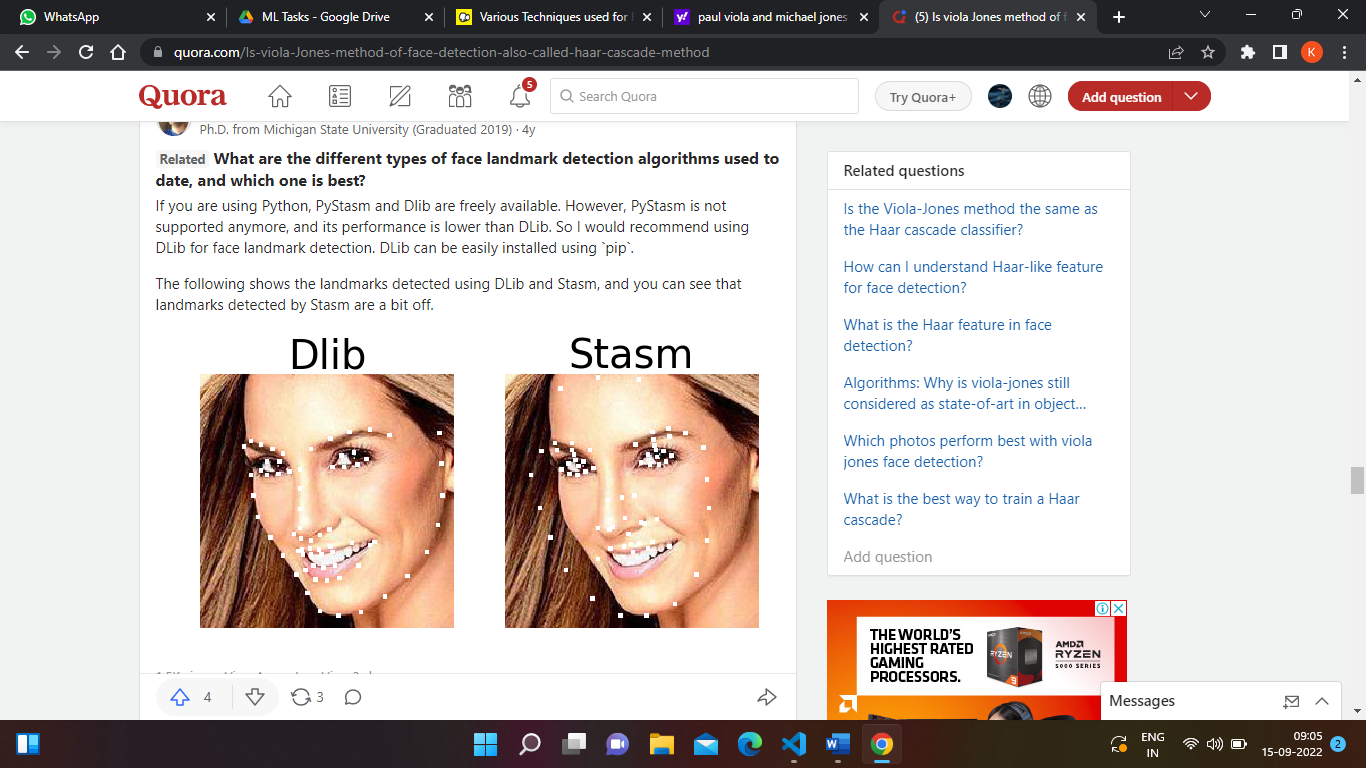 WhatsApp
ML Tasks - Google Drive
Various Techniques used for
paul viola and michael jones
(5) Is viola Jones method of f
quora.com/Is-viola-Jones-method-of-face-detection-also-called-haar-cascade-method
K
Quora
5
Search Quora
Try Quora+
Add question
Ph.D. from Michigan State University (Graduated 2019) · 4y
Related What are the different types of face landmark detection algorithms used to
date, and which one is best?
If you are using Python, PyStasm and Dlib are freely available. However, PyStasm is not
supported anymore, and its performance is lower than DLib. So I would recommend using
DLib for face landmark detection. DLib can be easily installed using `pip`.
The following shows the landmarks detected using DLib and Stasm, and you can see that
landmarks detected by Stasm are a bit off.
Dlib
Stasm
4
3
Related questions
Is the Viola-Jones method the same as
the Haar cascade classifier?
How can I understand Haar-like feature
for face detection?
What is the Haar feature in face
detection?
Algorithms: Why is viola-jones still
considered as state-of-art in object...
Which photos perform best with viola
jones face detection?
What is the best way to train a Haar
cascade?
Add question
THE WORLD'S
HIGHEST RATED
GAMING
PROCESSORS.
RYZEN
9
AMD
RYZEN
5000 SERIES
Messages
ENG
IN
09:05
15-09-2022
2